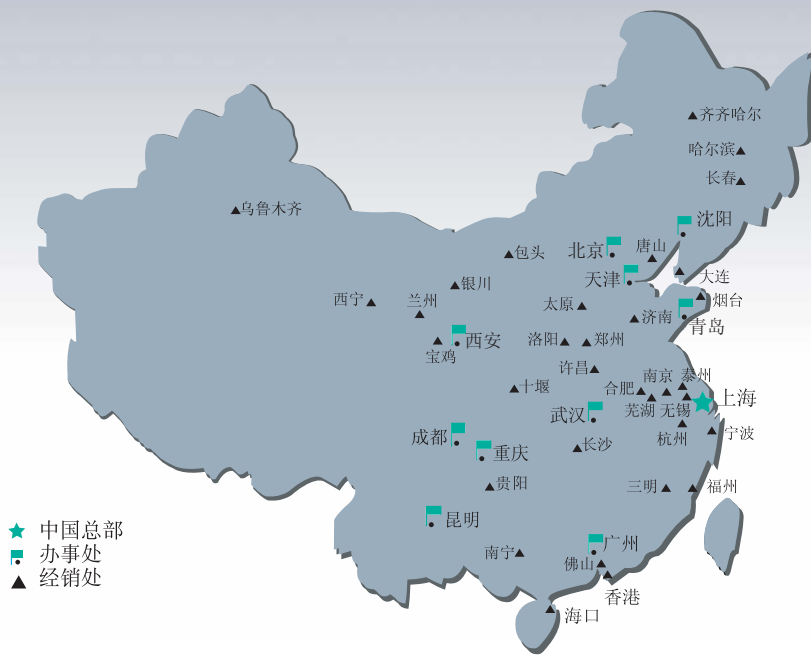 齐齐哈尔
哈尔滨
长春
乌鲁木齐
沈阳
北京
唐山
包头
天津
大连
银川
西宁
兰州
太原
烟台
济南
青岛
西安
宝鸡
洛阳
郑州
许昌
十堰
合肥
南京
泰州
上海
芜湖
无锡
武汉
杭州
宁波
成都
重庆
长沙
贵阳
三明
福州
昆明
南宁
广州
佛山
香港
海口
中国总部
办事处
经销处